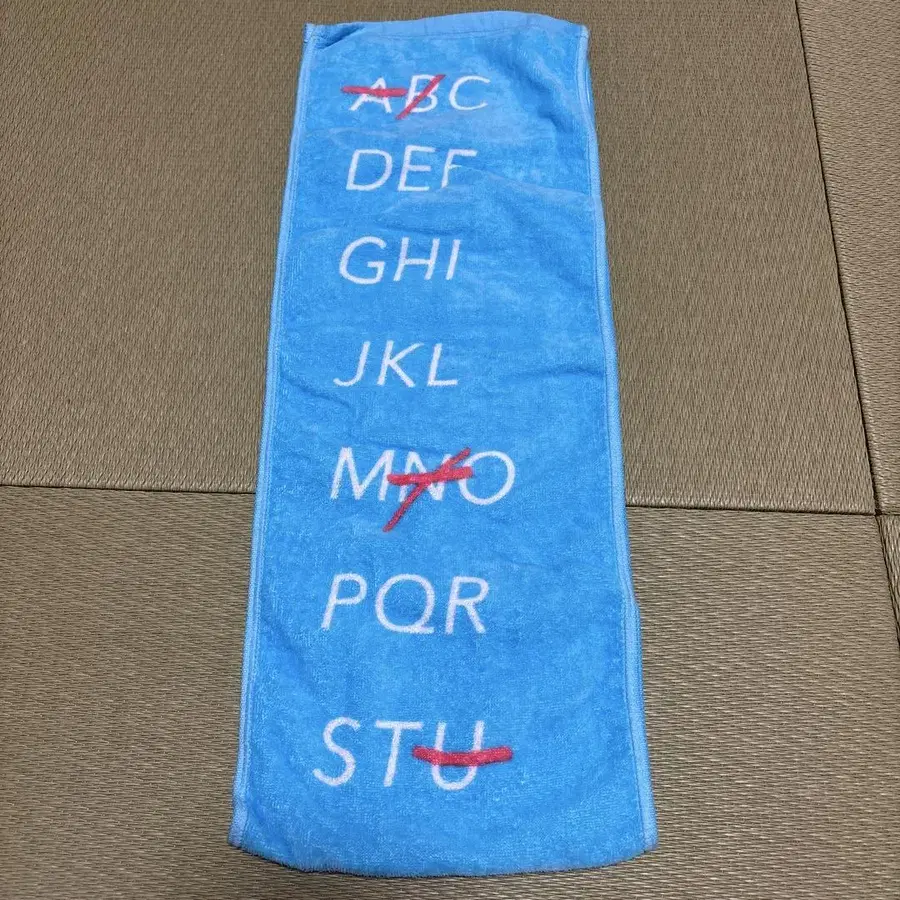 ABC
DEF
GHI
JKL
MNO
PQR
STU